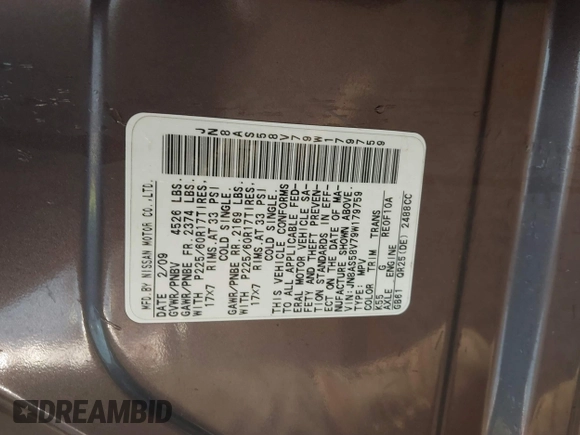 MFD.BY NISSAN MOTOR CO.,LTD.
DATE 2/09
GVWR/PNBV 4526 LBS.
GAWR/PNBE FR.2374 LBS.
WITH P225/60R17TIRES,
17X7 RIMS.AT 33 PSI
COLD SINGLE.
GAWR/PNBE RR.2169 LBS.
WITH P225/60R17TIRES,
17X7 RIMS.AT 33 PSI
COLD SINGLE.
THIS VEHICLE CONFORMS
TO ALL APPLICABLE FED-
ERAL MOTOR VEHICLE SA-
FETY AND THEFT PREVEN-
TION STANDARDS IN EFF-
ECT ON THE DATE OF MA-
NUFACTURE SHOWN ABOVE.
VIN:JN8AS58V79W179759
TYPE: MPV
COLOR TRIM TRANS
K55 G RE0F10A
AXLE ENGINE
GB61 QR25(DE) 2488CC
JN8AS58V79W179759
DREAMBID